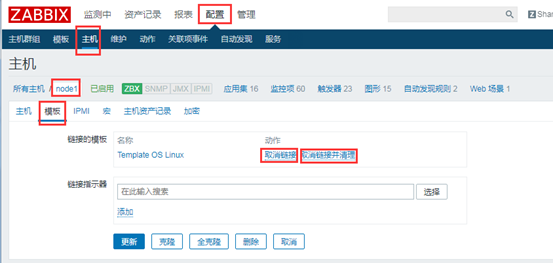 ZABBIX 监测中 资产记录 报表 配置 管理 Shar
主机群组 模板 主机 维护 动作 关联项事件 自动发现 服务
主机
所有主机 / node1 已启用 ZBX SNMP JMX IPMI 应用集 16 监控项 60 触发器 23 图形 15 自动发现规则 2 Web 场景 1
主机 模板 IPMI 宏 主机资产记录 加密
链接的模板 名称 动作
Template OS Linux 取消链接 取消链接并清理
链接指示器 在此输入搜索 选择
添加
更新 克隆 全克隆 删除 取消